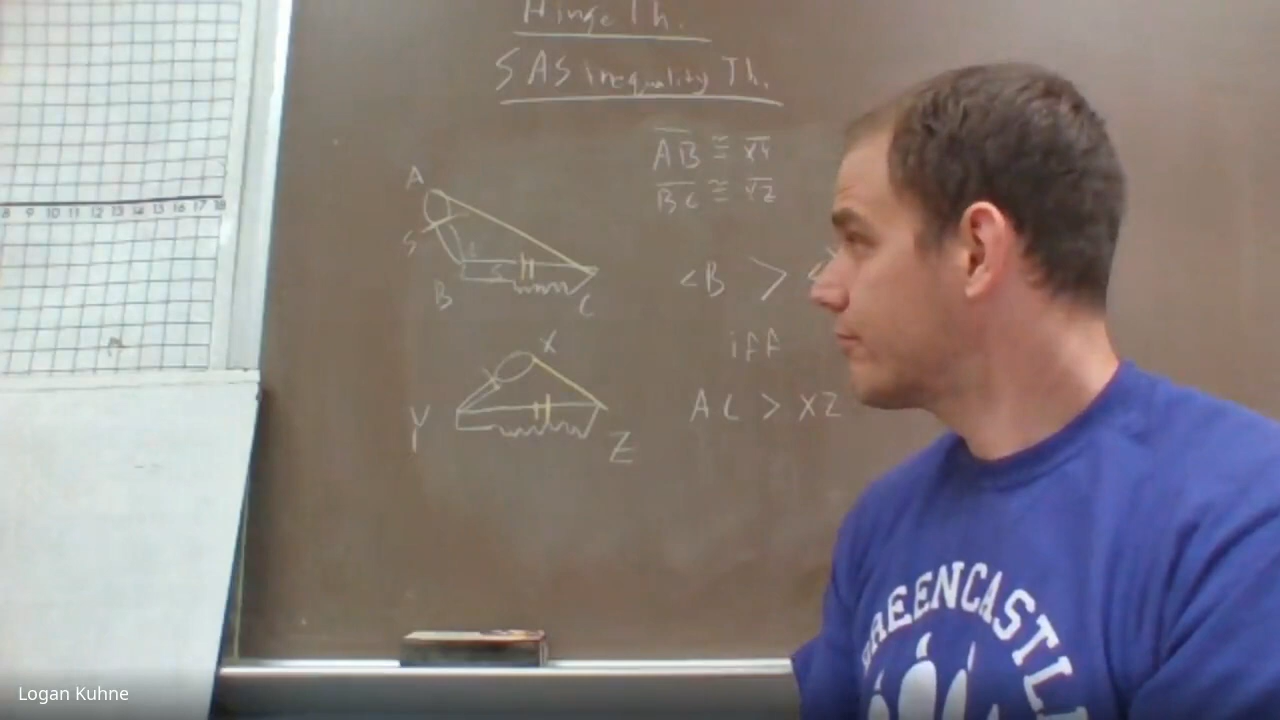 Hinge Th.
SAS Inequality Th.
AB ≅ XY
BC ≅ YZ
<B > <
iff
AC > XZ
A
S
B
C
X
Y
Z
8 9 10 11 12 13 14 15 16 17 18
GREENCASTL
Logan Kuhne